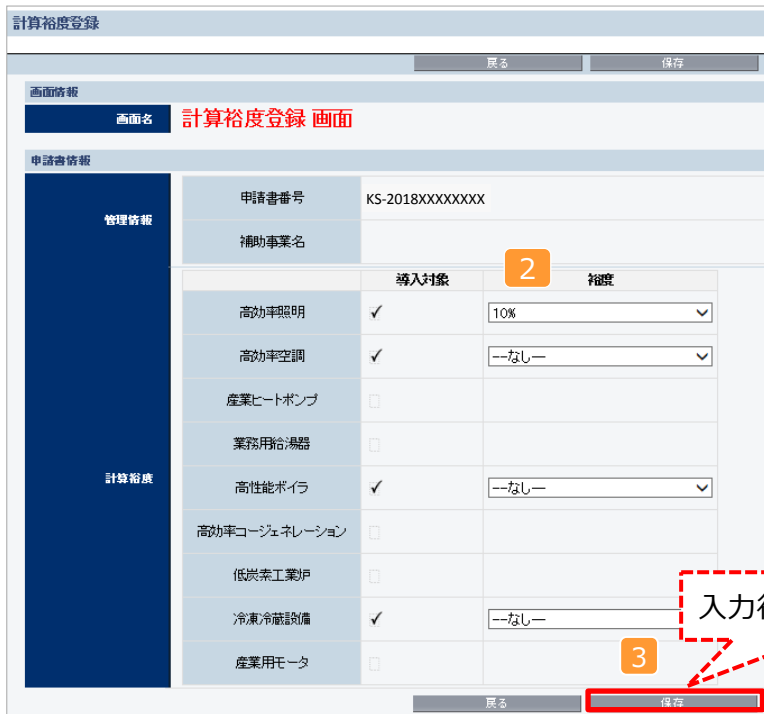 計算裕度登録
戻る 保存
画面情報
画面名 計算裕度登録 画面
申請書情報
管理情報
申請書番号 KS-2018XXXXXXXX
補助事業名
2
導入対象 裕度
計算裕度
高効率照明 ✓ 10%
高効率空調 ✓ --なし--
産業ヒートポンプ
業務用給湯器
高性能ボイラ ✓ --なし--
高効率コージェネレーション
低炭素工業炉
冷凍冷蔵設備 ✓ --なし--
産業用モータ
入力
3
戻る 保存